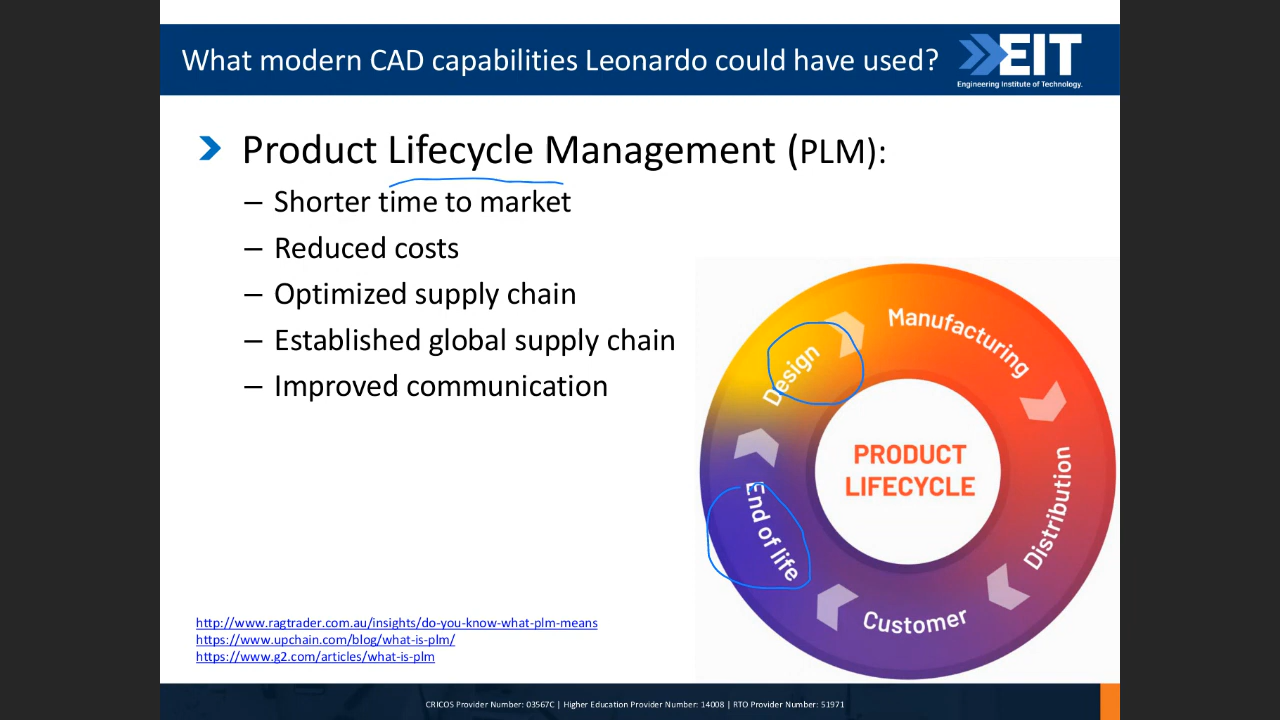 What modern CAD capabilities Leonardo could have used?
EIT
Engineering Institute of Technology.
Product Lifecycle Management (PLM):
– Shorter time to market
– Reduced costs
– Optimized supply chain
– Established global supply chain
– Improved communication
Design
Manufacturing
Distribution
Customer
End of life
PRODUCT
LIFECYCLE
http://www.ragtrader.com.au/insights/do-you-know-what-plm-means
https://www.upchain.com/blog/what-is-plm/
https://www.g2.com/articles/what-is-plm
CRICOS Provider Number: 03567C | Higher Education Provider Number: 14008 | RTO Provider Number: 51971